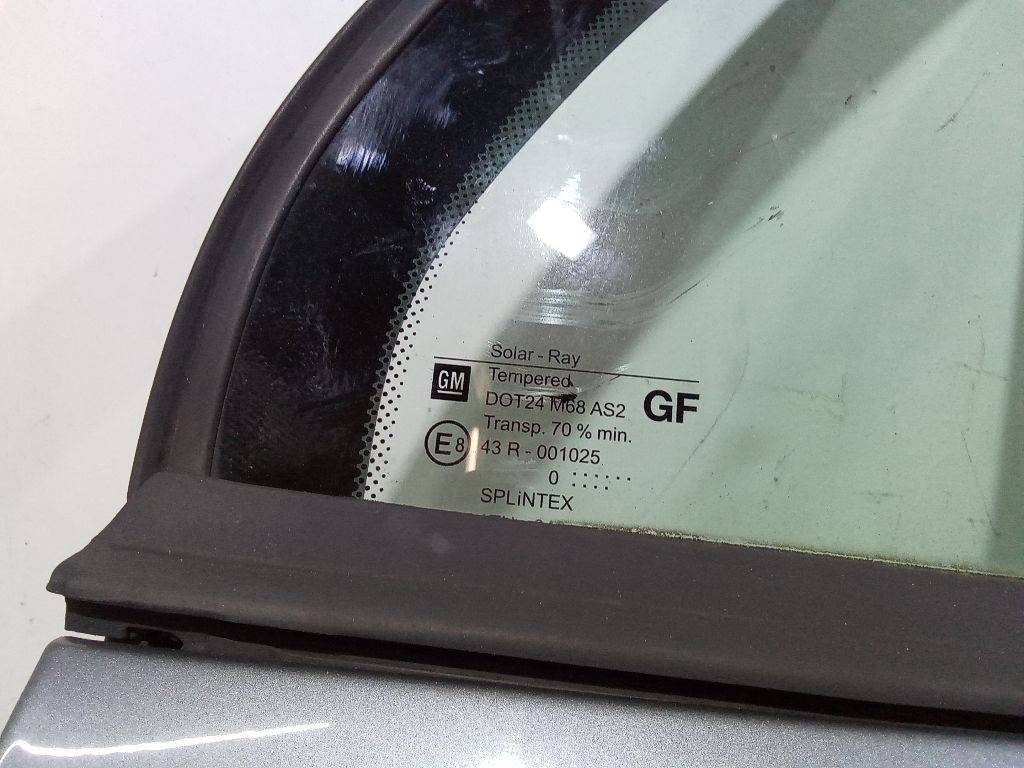 Solar - Ray
GM Tempered
DOT24 M68 AS2 GF
Transp. 70 % min.
E8 43 R - 001025
0 ...... ....
SPLiNTEX